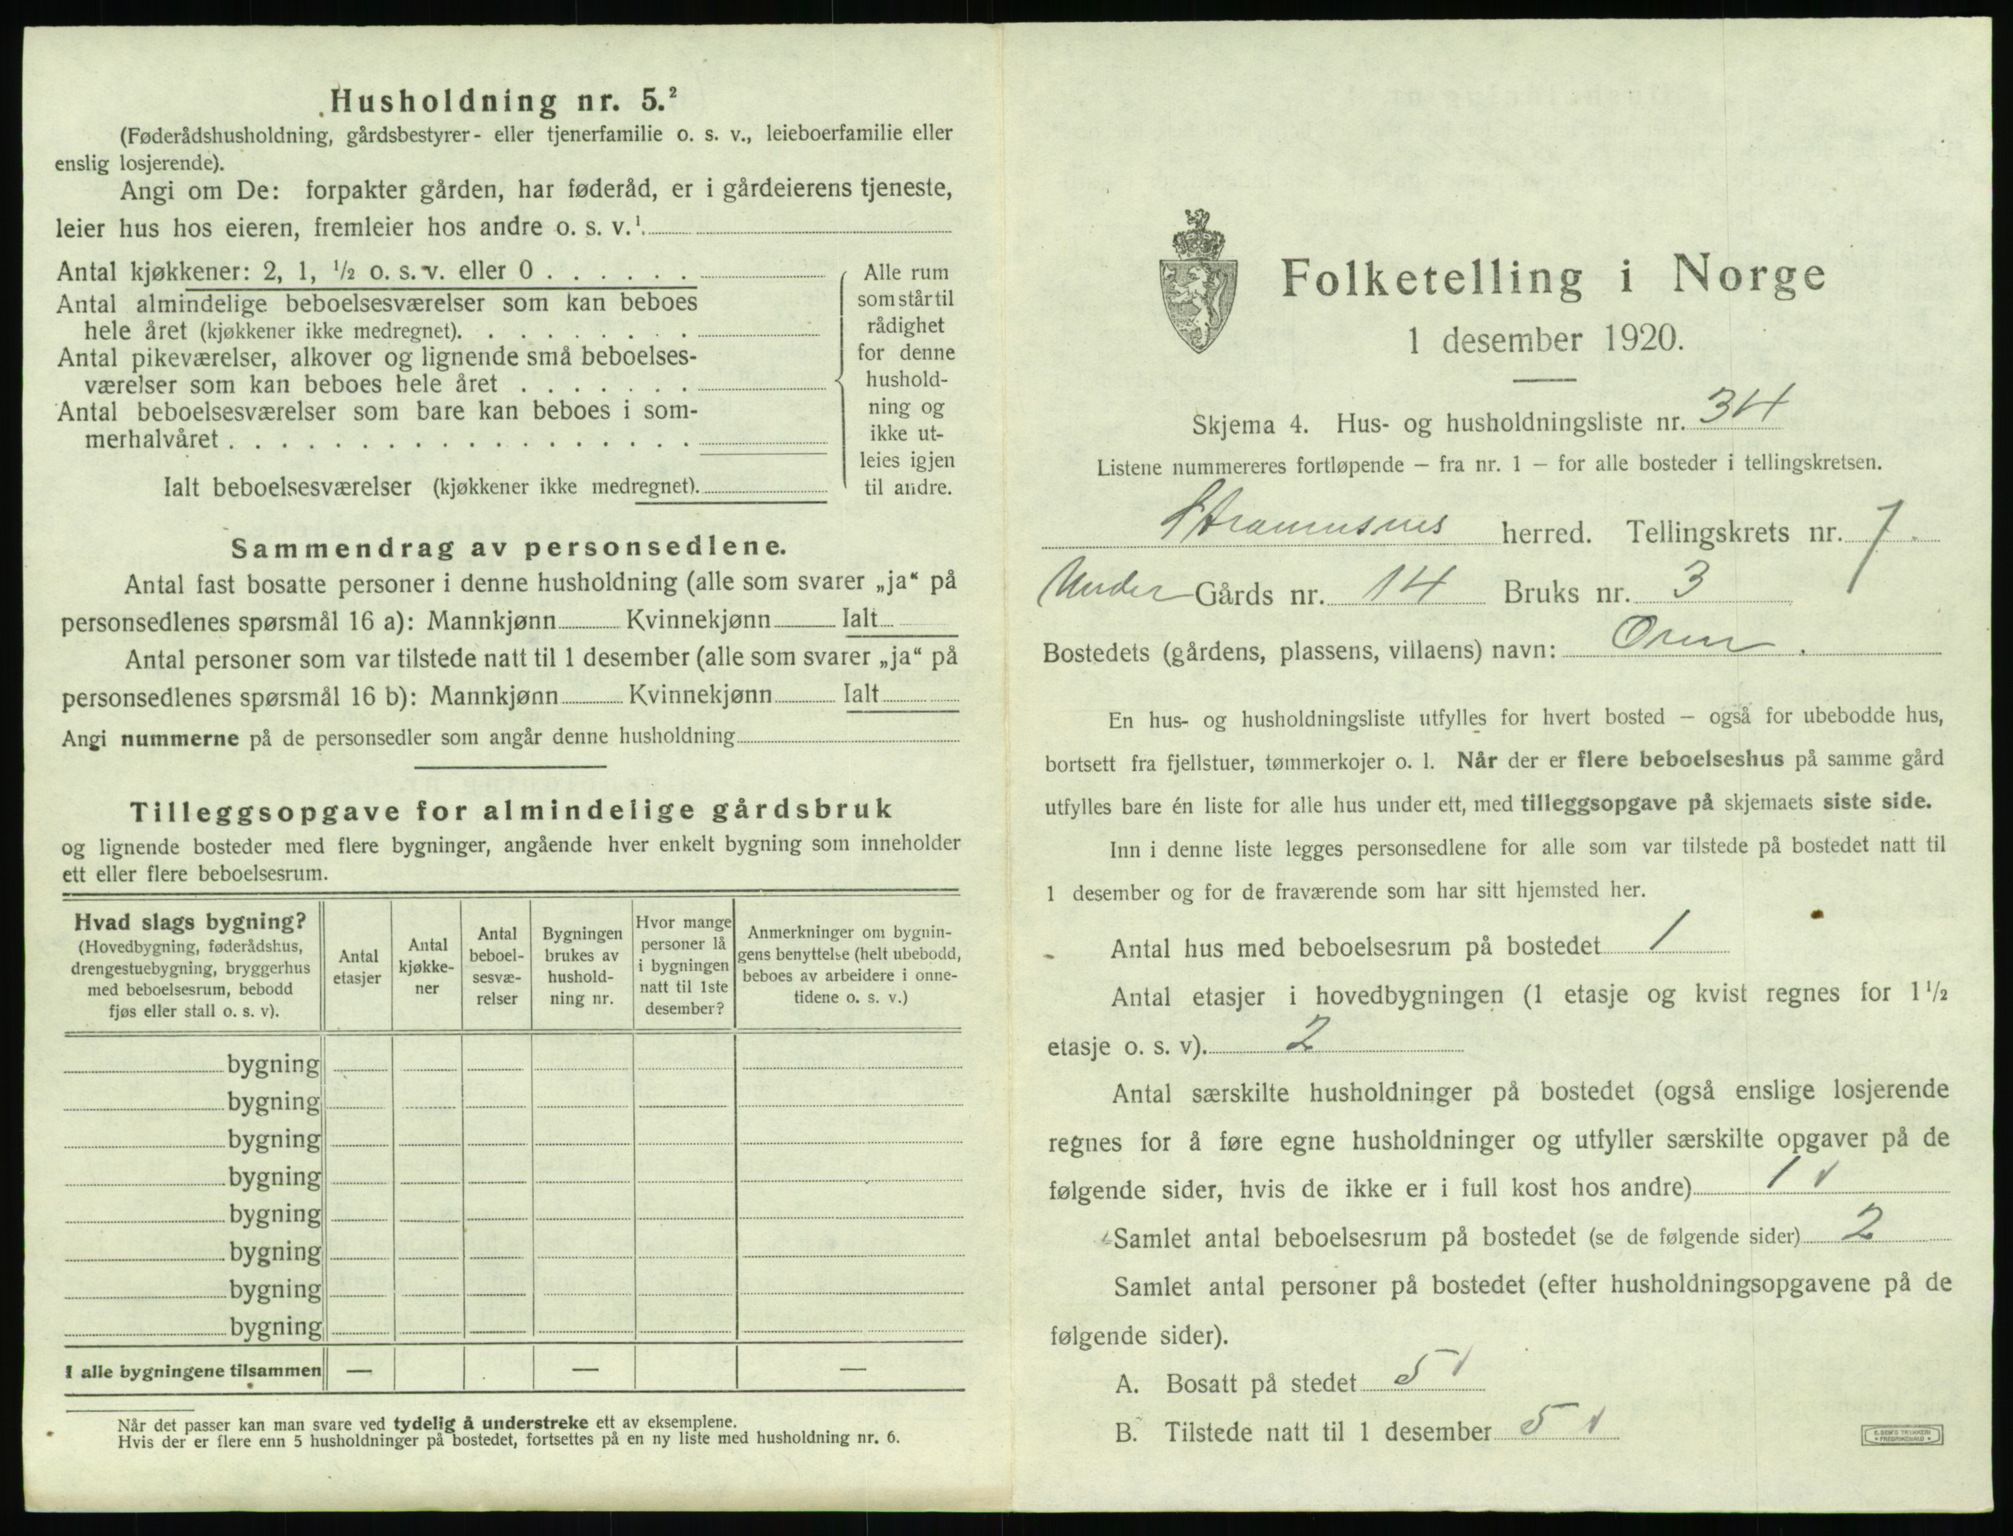 Husholdning nr. 5.²
(Føderådshusholdning, gårdsbestyrer- eller tjenerfamilie o. s. v., leieboerfamilie eller
enslig losjerende).
Angi om De: forpakter gården, har føderåd, er i gårdeierens tjeneste,
leier hus hos eieren, fremleier hos andre o. s. v.¹.
Antal kjøkkener: 2, 1, ½ o. s. v. eller 0 . . . . . .
Antal almindelige beboelsesværelser som kan beboes
hele året (kjøkkener ikke medregnet). . . . . . . .
Antal pikeværelser, alkover og lignende små beboelses-
værelser som kan beboes hele året . . . . . . .
Antal beboelsesværelser som bare kan beboes i som-
merhalvåret . . . . . . . . . . . . . . . . . .
Ialt beboelsesværelser (kjøkkener ikke medregnet).
Alle rum
som står til
rådighet
for denne
hushold-
ning og
ikke ut-
leies igjen
til andre.
Sammendrag av personsedlene.
Antal fast bosatte personer i denne husholdning (alle som svarer „ja“ på
personsedlenes spørsmål 16 a): Mannkjønn Kvinnekjønn Ialt
Antal personer som var tilstede natt til 1 desember (alle som svarer „ja“ på
personsedlenes spørsmål 16 b): Mannkjønn Kvinnekjønn Ialt
Angi nummerne på de personsedler som angår denne husholdning
Tilleggsopgave for almindelige gårdsbruk
og lignende bosteder med flere bygninger, angående hver enkelt bygning som inneholder
ett eller flere beboelsesrum.
Hvad slags bygning?
(Hovedbygning, føderådshus,
drengestuebygning, bryggerhus
med beboelsesrum, bebodd
fjøs eller stall o. s. v).
Antal
etasjer
Antal
kjøkke-
ner
Antal
beboel-
sesvæ-
relser
Bygningen
brukes av
hushold-
ning nr.
Hvor mange
personer lå
i bygningen
natt til 1ste
desember?
Anmerkninger om bygnin-
gens benyttelse (helt ubebodd,
beboes av arbeidere i onne-
tidene o. s. v.)
bygning
bygning
bygning
bygning
bygning
bygning
bygning
bygning
I alle bygningene tilsammen — — —
Når det passer kan man svare ved tydelig å understreke ett av eksemplene.
Hvis der er flere enn 5 husholdninger på bostedet, fortsettes på en ny liste med husholdning nr. 6.
Folketelling i Norge
1 desember 1920.
Skjema 4. Hus- og husholdningsliste nr. 34
Listene nummereres fortløpende — fra nr. 1 — for alle bosteder i tellingskretsen.
Straumsnes herred. Tellingskrets nr. 7.
Under Gårds nr. 14 Bruks nr. 3
Bostedets (gårdens, plassens, villaens) navn: Oren.
En hus- og husholdningsliste utfylles for hvert bosted — også for ubebodde hus,
bortsett fra fjellstuer, tømmerkojer o. l. Når der er flere beboelseshus på samme gård
utfylles bare én liste for alle hus under ett, med tilleggsopgave på skjemaets siste side.
Inn i denne liste legges personsedlene for alle som var tilstede på bostedet natt til
1 desember og for de fraværende som har sitt hjemsted her.
Antal hus med beboelsesrum på bostedet 1
Antal etasjer i hovedbygningen (1 etasje og kvist regnes for 1½
etasje o. s. v). 2
Antal særskilte husholdninger på bostedet (også enslige losjerende
regnes for å føre egne husholdninger og utfyller særskilte opgaver på de
følgende sider, hvis de ikke er i full kost hos andre) 1
Samlet antal beboelsesrum på bostedet (se de følgende sider) 2
Samlet antal personer på bostedet (efter husholdningsopgavene på de
følgende sider).
A. Bosatt på stedet 5
B. Tilstede natt til 1 desember 5